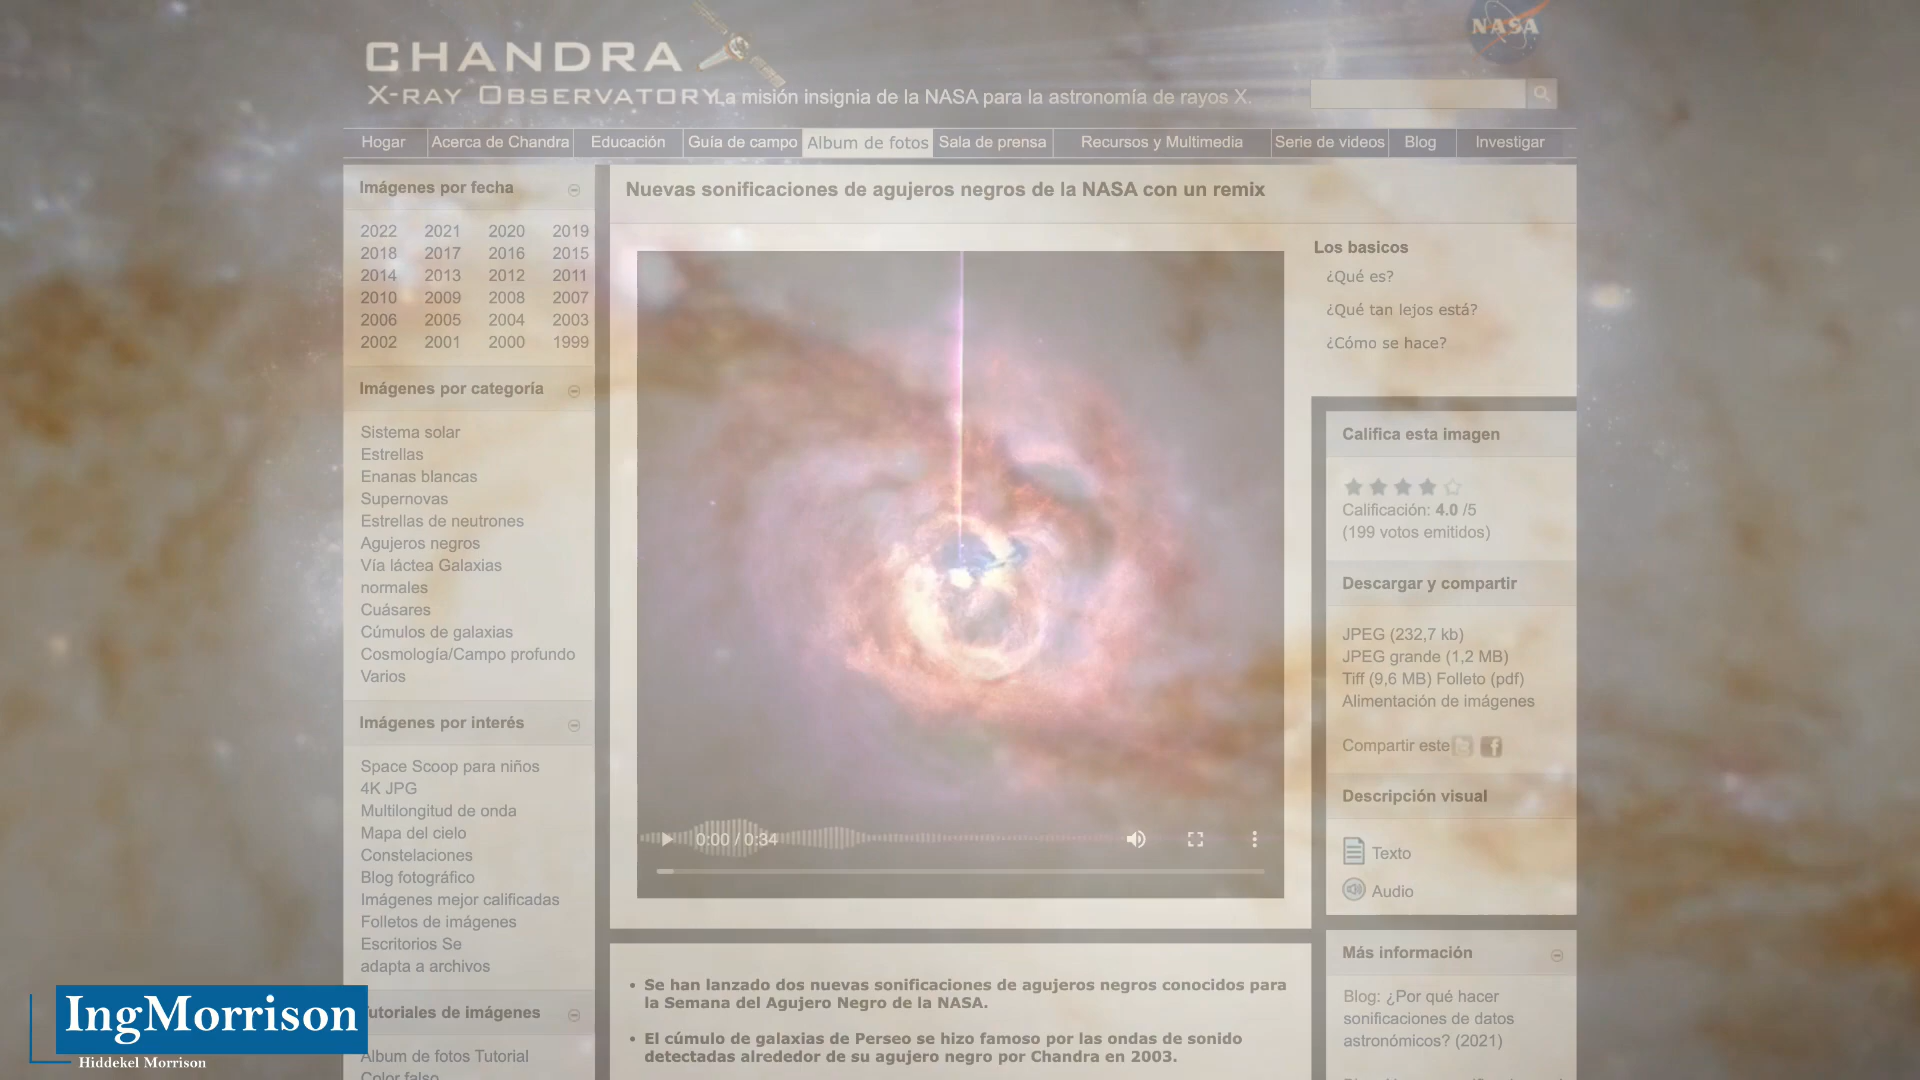 CHANDRA
X-RAY OBSERVATORY
La misión insignia de la NASA para la astronomía de rayos X.
NASA
Hogar
Acerca de Chandra
Educación
Guía de campo
Album de fotos
Sala de prensa
Recursos y Multimedia
Serie de videos
Blog
Investigar
Imágenes por fecha
2022 2021 2020 2019
2018 2017 2016 2015
2014 2013 2012 2011
2010 2009 2008 2007
2006 2005 2004 2003
2002 2001 2000 1999
Imágenes por categoría
Sistema solar
Estrellas
Enanas blancas
Supernovas
Estrellas de neutrones
Agujeros negros
Vía láctea Galaxias
normales
Cuásares
Cúmulos de galaxias
Cosmología/Campo profundo
Varios
Imágenes por interés
Space Scoop para niños
4K JPG
Multilongitud de onda
Mapa del cielo
Constelaciones
Blog fotográfico
Imágenes mejor calificadas
Folletos de imágenes
Escritorios Se
adapta a archivos
Tutoriales de imágenes
Album de fotos Tutorial
Color falso
Nuevas sonificaciones de agujeros negros de la NASA con un remix
0:00 / 0:34
Se han lanzado dos nuevas sonificaciones de agujeros negros conocidos para
la Semana del Agujero Negro de la NASA.
El cúmulo de galaxias de Perseo se hizo famoso por las ondas de sonido
detectadas alrededor de su agujero negro por Chandra en 2003.
Los basicos
¿Qué es?
¿Qué tan lejos está?
¿Cómo se hace?
Califica esta imagen
Calificación: 4.0 /5
(199 votos emitidos)
Descargar y compartir
JPEG (232,7 kb)
JPEG grande (1,2 MB)
Tiff (9,6 MB) Folleto (pdf)
Alimentación de imágenes
Compartir este
Descripción visual
Texto
Audio
Más información
Blog: ¿Por qué hacer
sonificaciones de datos
astronómicos? (2021)
IngMorrison
Hiddekel Morrison